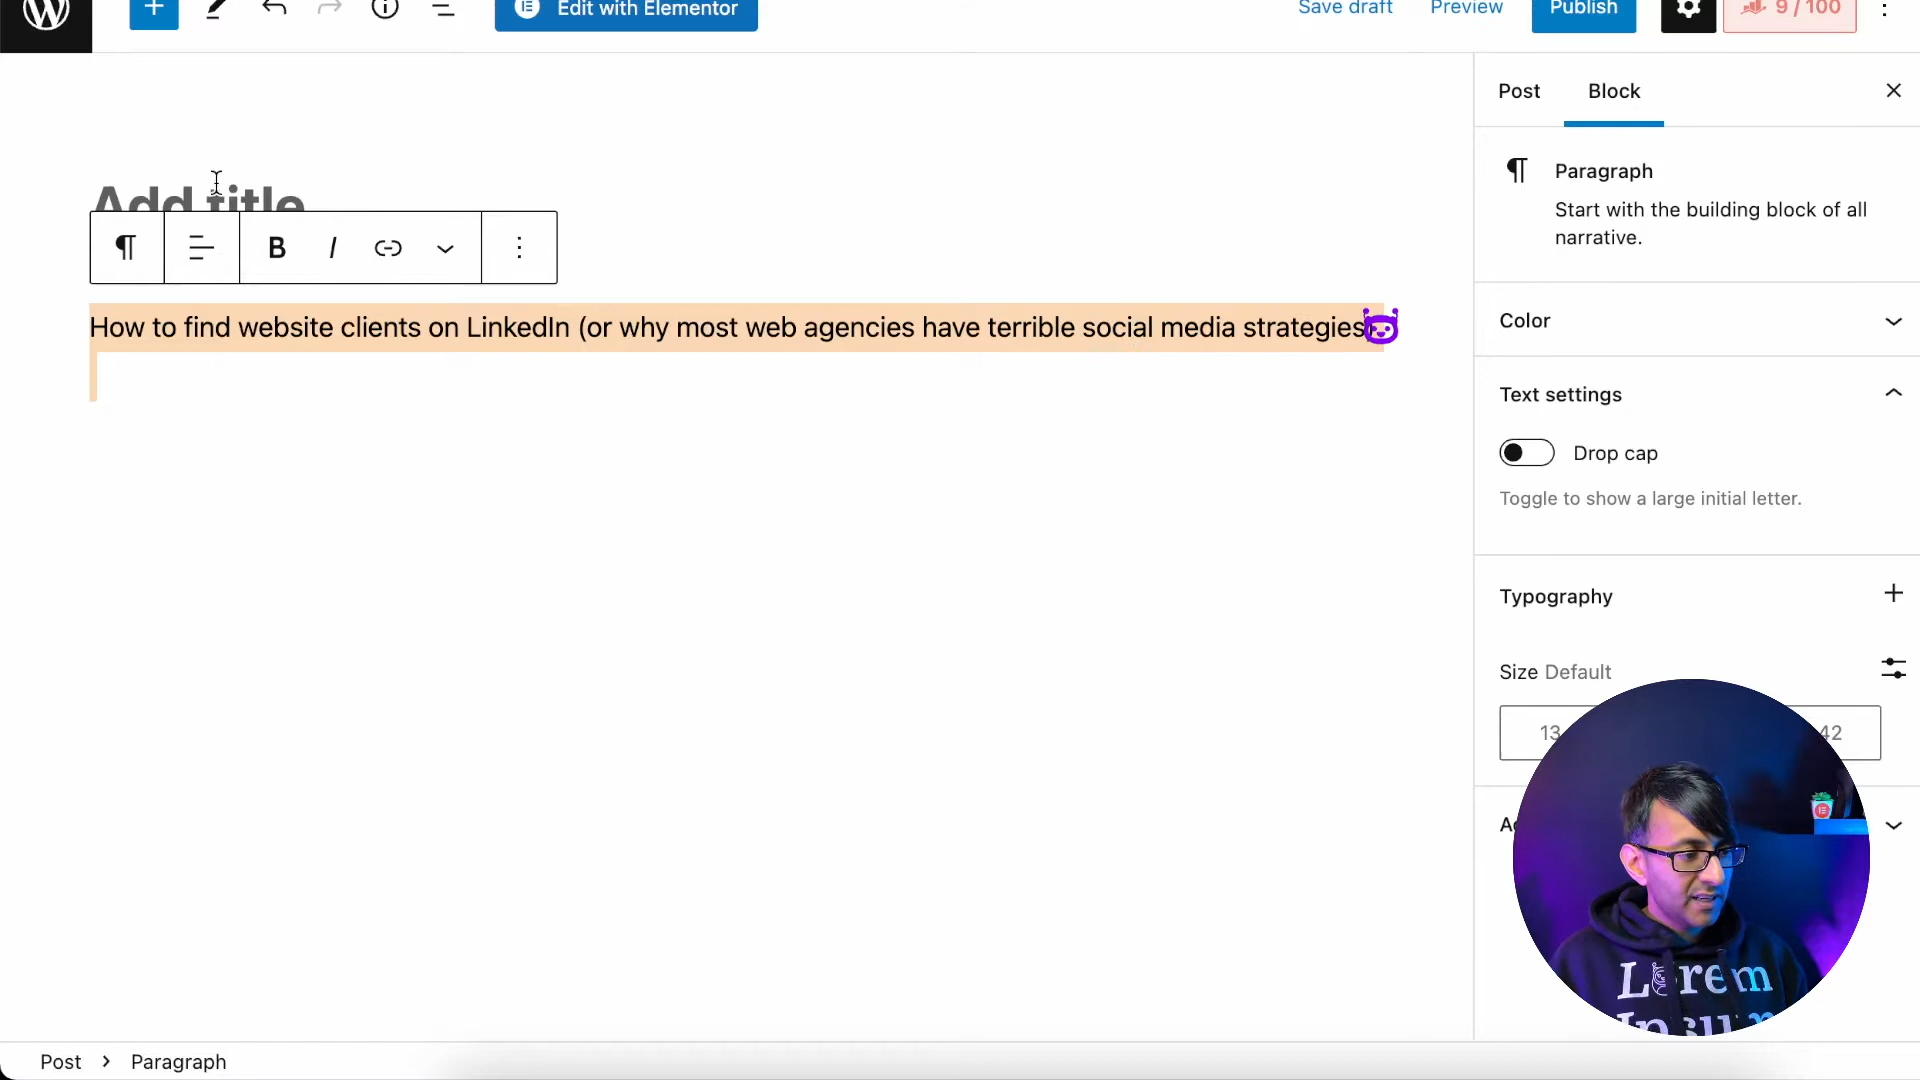 Edit with Elementor
Save draft
Preview
Publish
9 / 100
Post
Block
Add title
Paragraph
Start with the building block of all
narrative.
B I
How to find website clients on LinkedIn (or why most web agencies have terrible social media strategies
Color
Text settings
Drop cap
Toggle to show a large initial letter.
Typography
Size Default
13
42
Lorem
Ipsum
Post > Paragraph